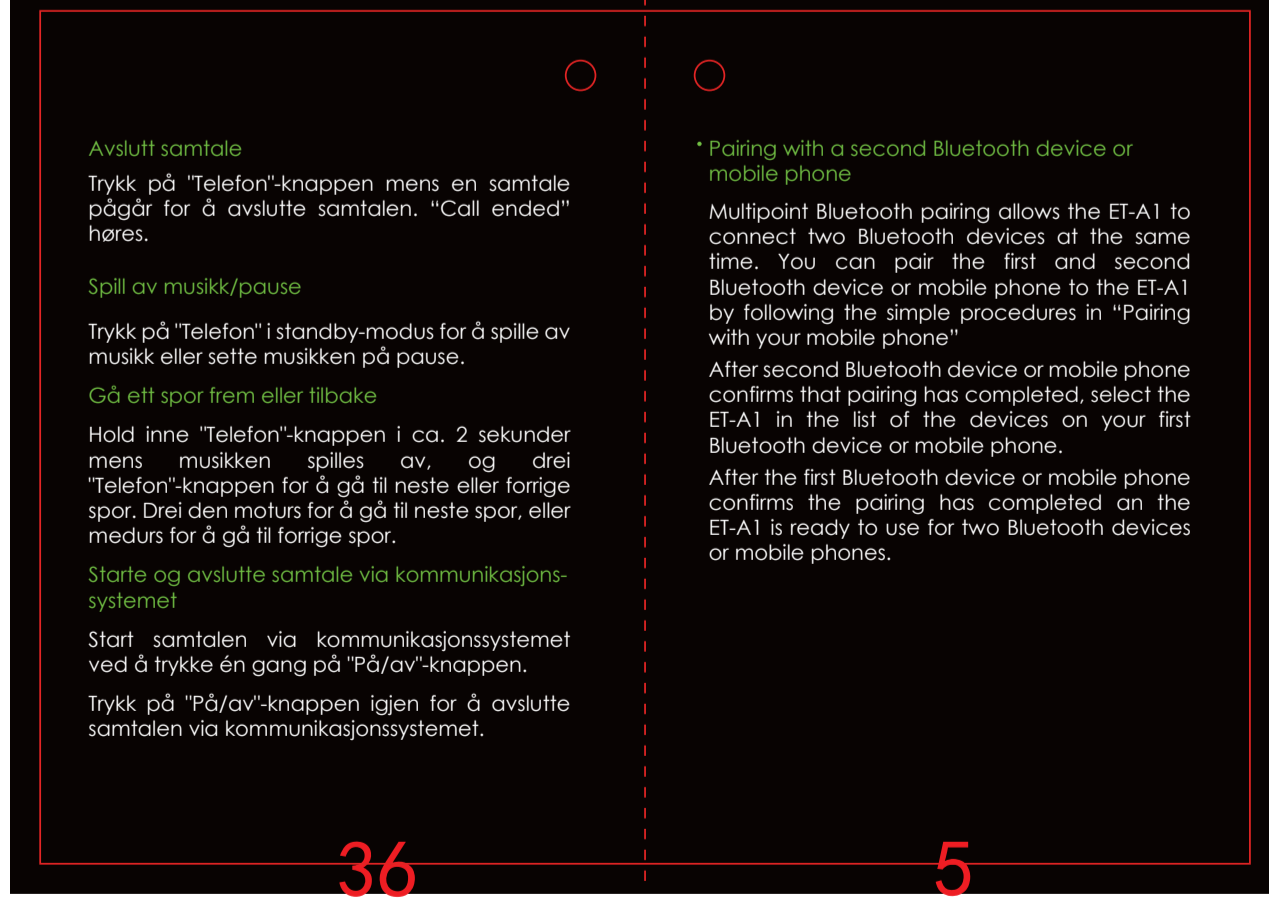 Avslutt samtale
Trykk på "Telefon"-knappen mens en samtale
pågår for å avslutte samtalen. “Call ended”
høres.
Spill av musikk/pause
Trykk på "Telefon" i standby-modus for å spille av
musikk eller sette musikken på pause.
Gå ett spor frem eller tilbake
Hold inne "Telefon"-knappen i ca. 2 sekunder
mens musikken spilles av, og drei
"Telefon"-knappen for å gå til neste eller forrige
spor. Drei den moturs for å gå til neste spor, eller
medurs for å gå til forrige spor.
Starte og avslutte samtale via kommunikasjons-
systemet
Start samtalen via kommunikasjonssystemet
ved å trykke én gang på "På/av"-knappen.
Trykk på "På/av"-knappen igjen for å avslutte
samtalen via kommunikasjonssystemet.
36
• Pairing with a second Bluetooth device or
mobile phone
Multipoint Bluetooth pairing allows the ET-A1 to
connect two Bluetooth devices at the same
time. You can pair the first and second
Bluetooth device or mobile phone to the ET-A1
by following the simple procedures in “Pairing
with your mobile phone”
After second Bluetooth device or mobile phone
confirms that pairing has completed, select the
ET-A1 in the list of the devices on your first
Bluetooth device or mobile phone.
After the first Bluetooth device or mobile phone
confirms the pairing has completed an the
ET-A1 is ready to use for two Bluetooth devices
or mobile phones.
5